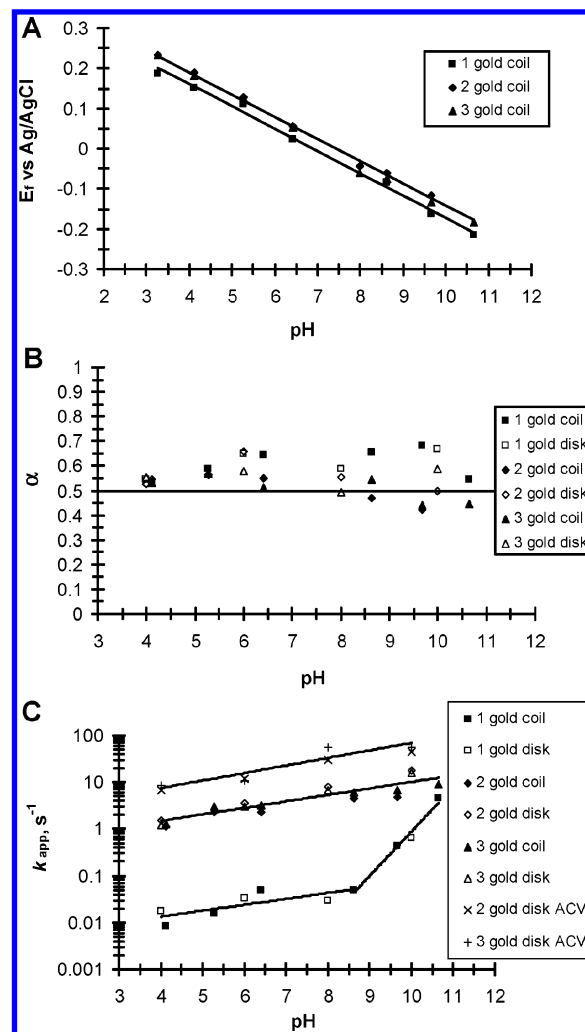 A
E_f vs Ag/AgCl
0.3
0.2
0.1
0
-0.1
-0.2
-0.3
2 3 4 5 6 7 8 9 10 11 12
pH
1 gold coil
2 gold coil
3 gold coil
B
α
1
0.9
0.8
0.7
0.6
0.5
0.4
0.3
0.2
0.1
0
3 4 5 6 7 8 9 10 11 12
pH
1 gold coil
1 gold disk
2 gold coil
2 gold disk
3 gold coil
3 gold disk
C
k app, s⁻¹
100
10
1
0.1
0.01
0.001
3 4 5 6 7 8 9 10 11 12
pH
1 gold coil
1 gold disk
2 gold coil
2 gold disk
3 gold coil
3 gold disk
2 gold disk ACV
3 gold disk ACV